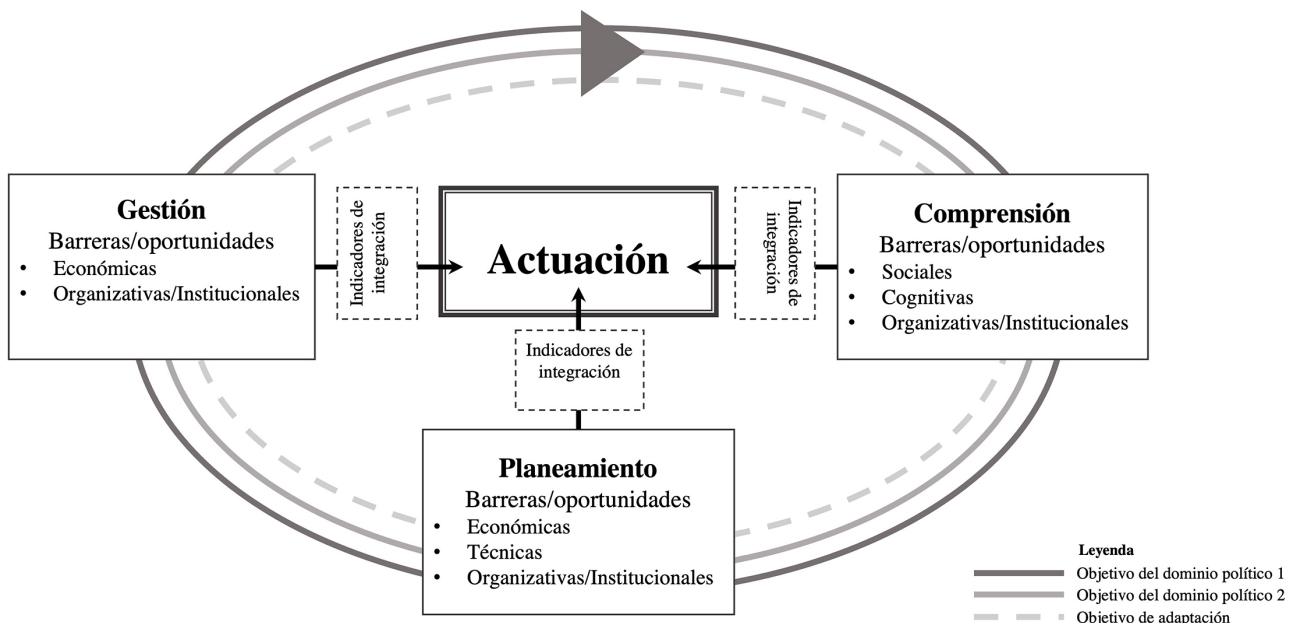 Gestión
Barreras/oportunidades
• Económicas
• Organizativas/Institucionales
Indicadores de
integración
Actuación
Indicadores de
integración
Comprensión
Barreras/oportunidades
• Sociales
• Cognitivas
• Organizativas/Institucionales
Indicadores de
integración
Planeamiento
Barreras/oportunidades
• Económicas
• Técnicas
• Organizativas/Institucionales
Leyenda
Objetivo del dominio político 1
Objetivo del dominio político 2
Objetivo de adaptación